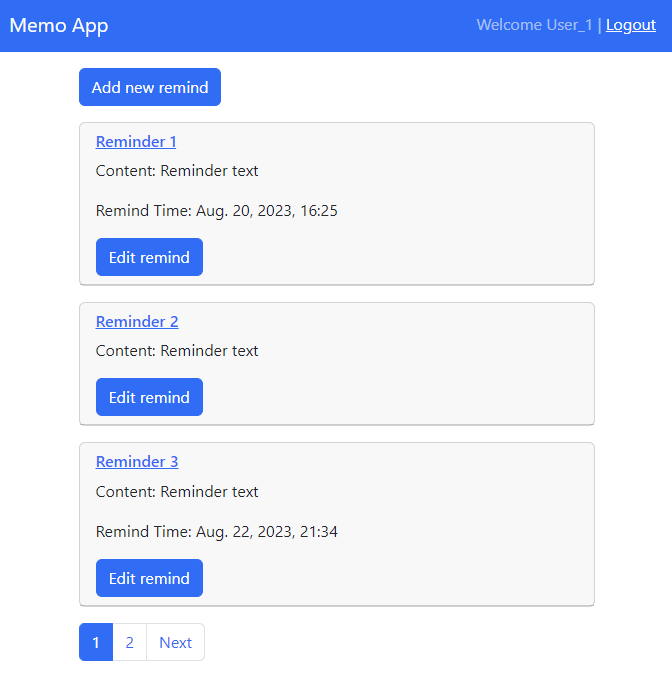 Memo App Welcome User_1 | Logout
Add new remind
Reminder 1
Content: Reminder text
Remind Time: Aug. 20, 2023, 16:25
Edit remind
Reminder 2
Content: Reminder text
Edit remind
Reminder 3
Content: Reminder text
Remind Time: Aug. 22, 2023, 21:34
Edit remind
1 2 Next